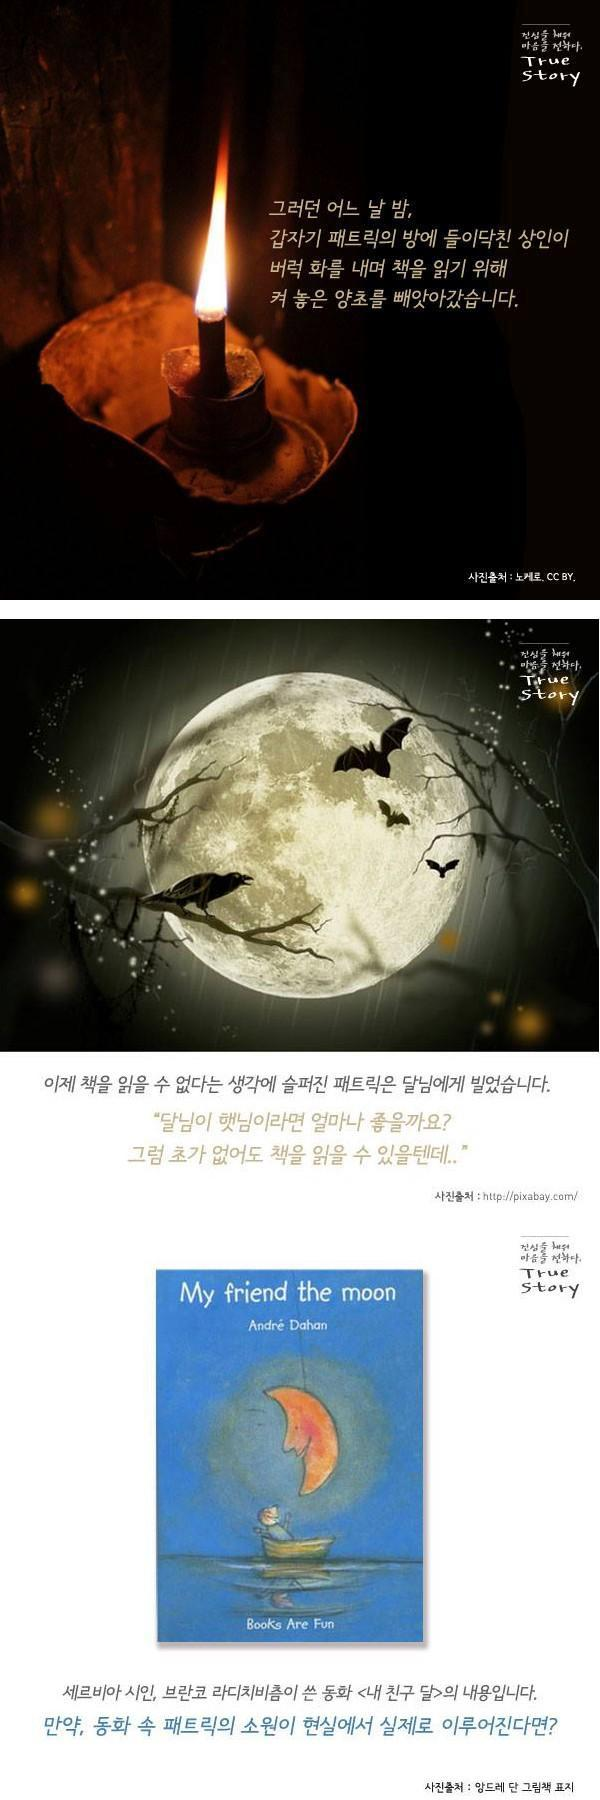 진심을 채워
마음을 전하다.
True
Story
그러던 어느 날 밤,
갑자기 패트릭의 방에 들이닥친 상인이
버럭 화를 내며 책을 읽기 위해
켜 놓은 양초를 빼앗아갔습니다.
사진출처 : 노케로. CC BY.
진심을 채워
마음을 전하다.
True
Story
이제 책을 읽을 수 없다는 생각에 슬퍼진 패트릭은 달님에게 빌었습니다.
“달님이 햇님이라면 얼마나 좋을까요?
그럼 초가 없어도 책을 읽을 수 있을텐데..”
사진출처 : http://pixabay.com/
진심을 채워
마음을 전하다.
True
Story
My friend the moon
André Dahan
Books Are Fun
세르비아 시인, 브란코 라디치비츰이 쓴 동화 <내 친구 달>의 내용입니다.
만약, 동화 속 패트릭의 소원이 현실에서 실제로 이루어진다면?
사진출처 : 앙드레 단 그림책 표지